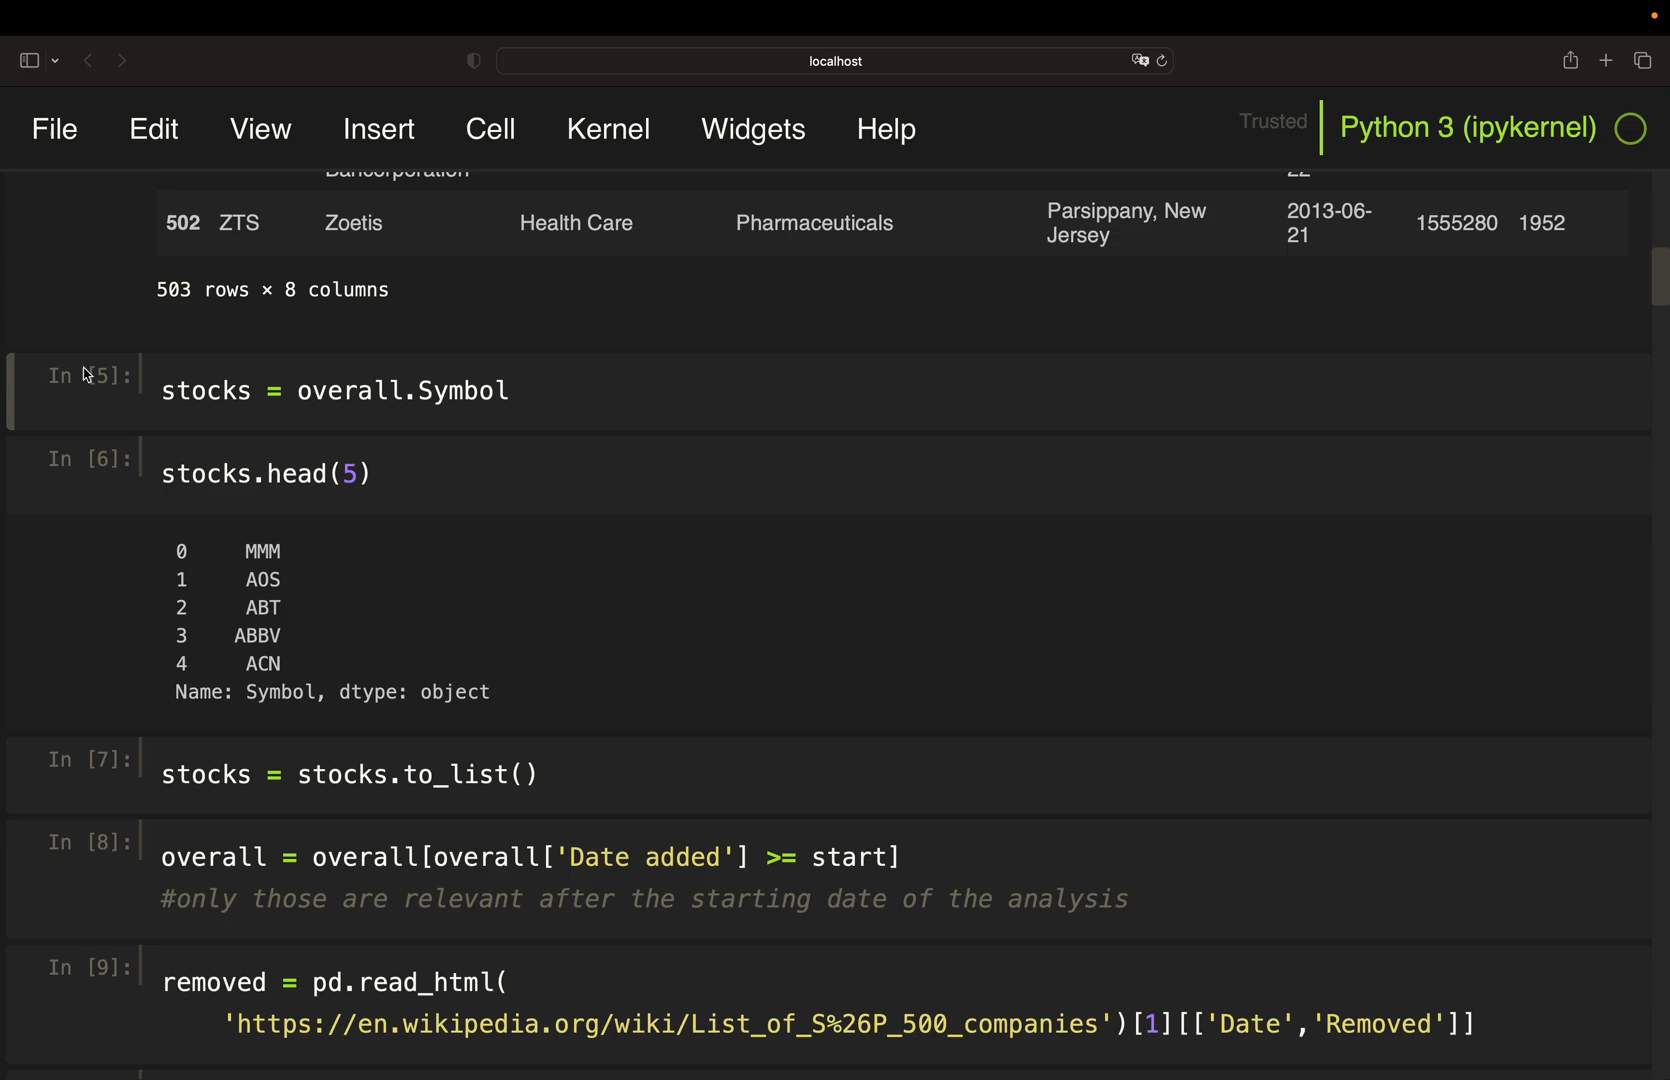 localhost
File Edit View Insert Cell Kernel Widgets Help Trusted Python 3 (ipykernel)
Bancorporation 22
502 ZTS Zoetis Health Care Pharmaceuticals Parsippany, New 2013-06- 1555280 1952
Jersey 21
503 rows × 8 columns
In [5]:
stocks = overall.Symbol
In [6]:
stocks.head(5)
0 MMM
1 AOS
2 ABT
3 ABBV
4 ACN
Name: Symbol, dtype: object
In [7]:
stocks = stocks.to_list()
In [8]:
overall = overall[overall['Date added'] >= start]
#only those are relevant after the starting date of the analysis
In [9]:
removed = pd.read_html(
'https://en.wikipedia.org/wiki/List_of_S%26P_500_companies')[1][['Date','Removed']]